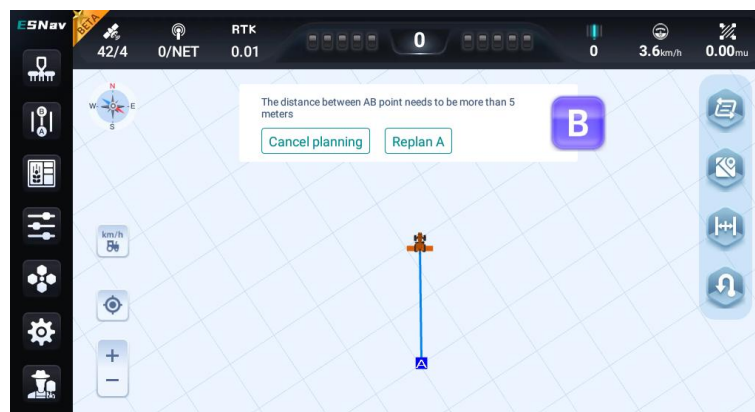 ESNav
BETA
42/4
0/NET
RTK
0.01
0
0
3.6km/h
0.00mu
N
W
E
S
The distance between AB point needs to be more than 5
meters
Cancel planning
Replan A
B
B
A
km/h
+
−
A